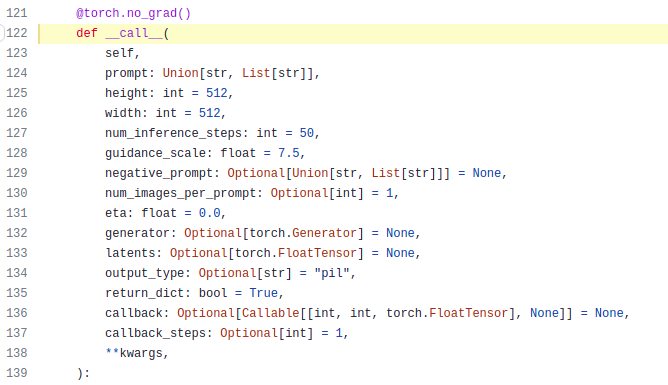 121 @torch.no_grad()
122 def __call__(
123 self,
124 prompt: Union[str, List[str]],
125 height: int = 512,
126 width: int = 512,
127 num_inference_steps: int = 50,
128 guidance_scale: float = 7.5,
129 negative_prompt: Optional[Union[str, List[str]]] = None,
130 num_images_per_prompt: Optional[int] = 1,
131 eta: float = 0.0,
132 generator: Optional[torch.Generator] = None,
133 latents: Optional[torch.FloatTensor] = None,
134 output_type: Optional[str] = "pil",
135 return_dict: bool = True,
136 callback: Optional[Callable[[int, int, torch.FloatTensor], None]] = None,
137 callback_steps: Optional[int] = 1,
138 **kwargs,
139 ):